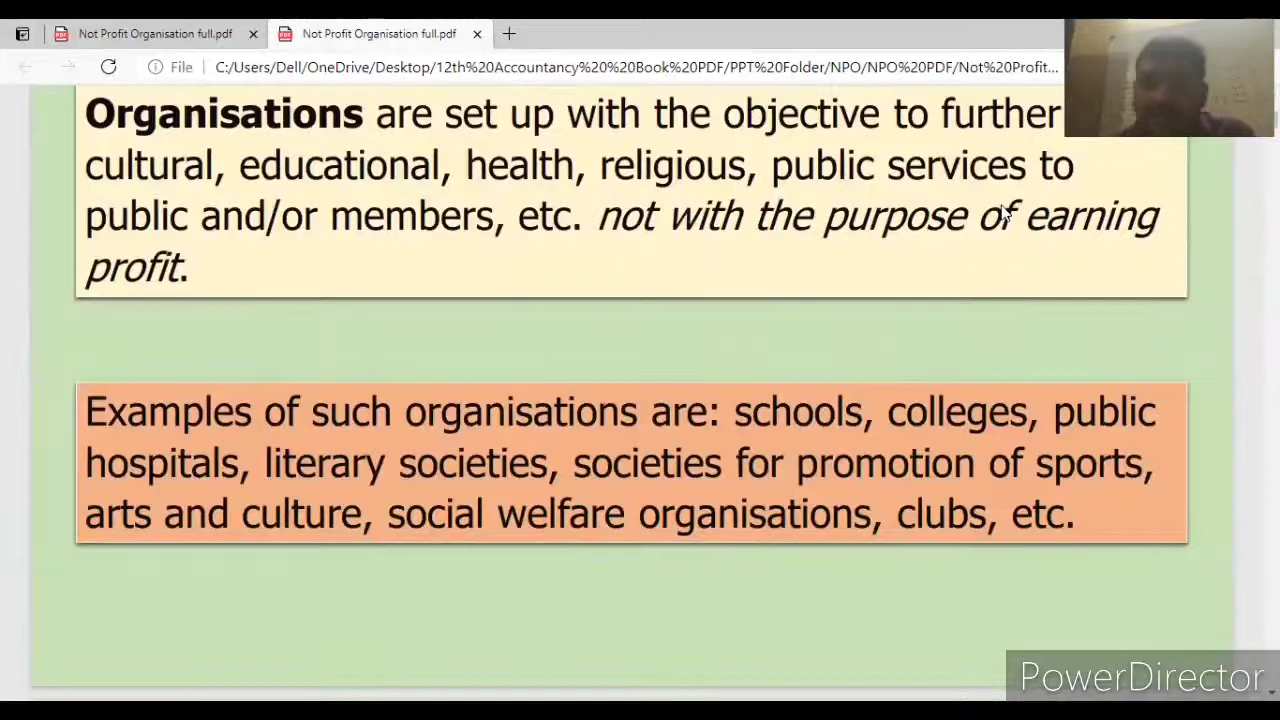 Not Profit Organisation full.pdf
Not Profit Organisation full.pdf
File
C:/Users/Dell/OneDrive/Desktop/12th%20Accountancy%20%20Book%20PDF/PPT%20Folder/NPO/NPO%20PDF/Not%20Profit...
Organisations are set up with the objective to further
cultural, educational, health, religious, public services to
public and/or members, etc. not with the purpose of earning
profit.
Examples of such organisations are: schools, colleges, public
hospitals, literary societies, societies for promotion of sports,
arts and culture, social welfare organisations, clubs, etc.
PowerDirector